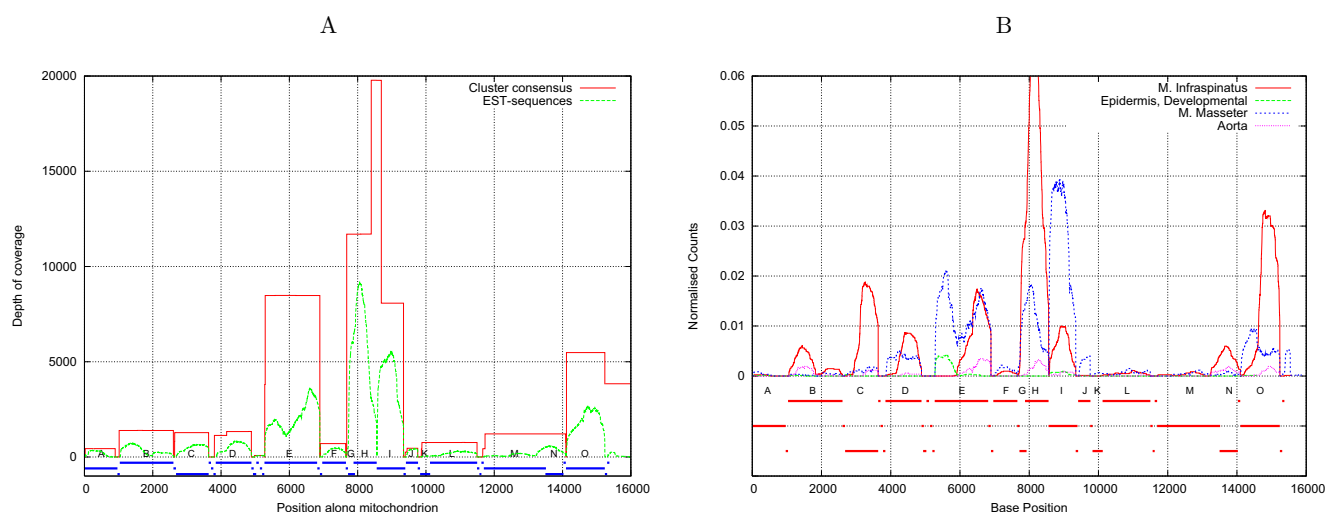 A
B
20000
15000
10000
5000
0
Depth of coverage
Cluster consensus
EST-sequences
A B C D E F G H I J K L M N O
0 2000 4000 6000 8000 10000 12000 14000 16000
Position along mitochondrion
0.06
0.05
0.04
0.03
0.02
0.01
0
Normalised Counts
M. Infraspinatus
Epidermis, Developmental
M. Masseter
Aorta
A B C D E F G H I J K L M N O
0 2000 4000 6000 8000 10000 12000 14000 16000
Base Position